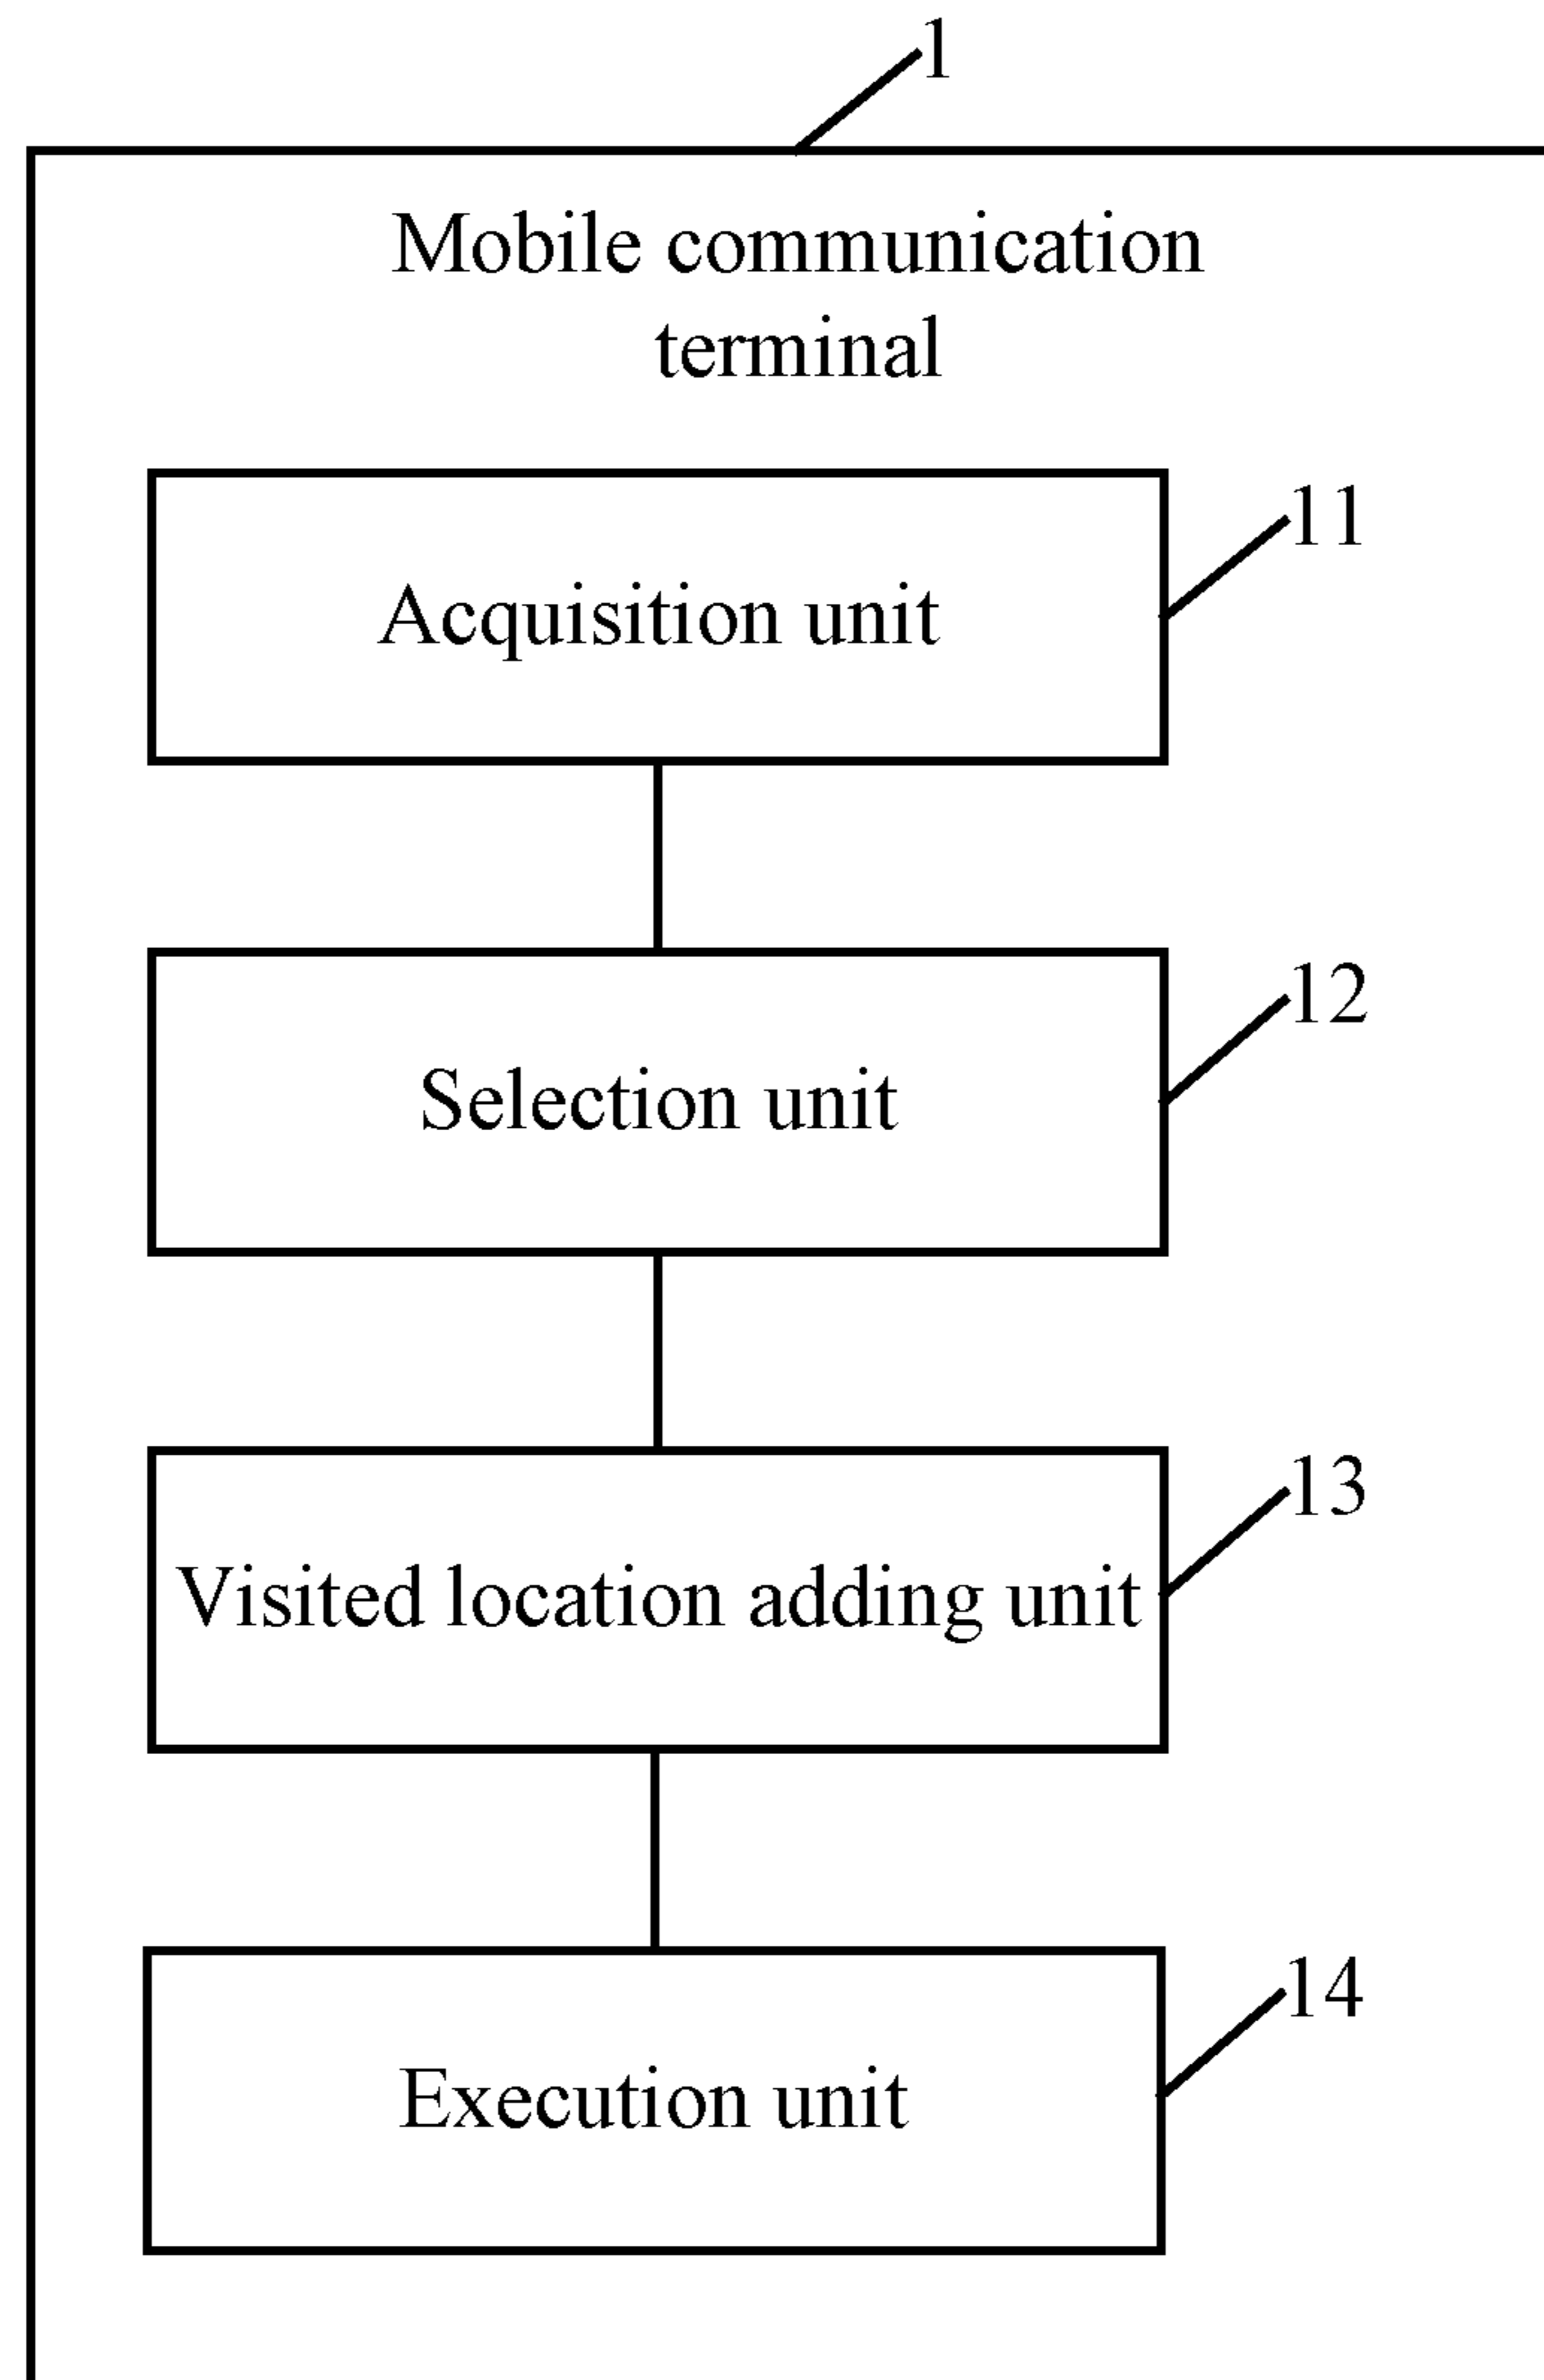 1
Mobile communication
terminal
11
Acquisition unit
12
Selection unit
13
Visited location adding unit
14
Execution unit